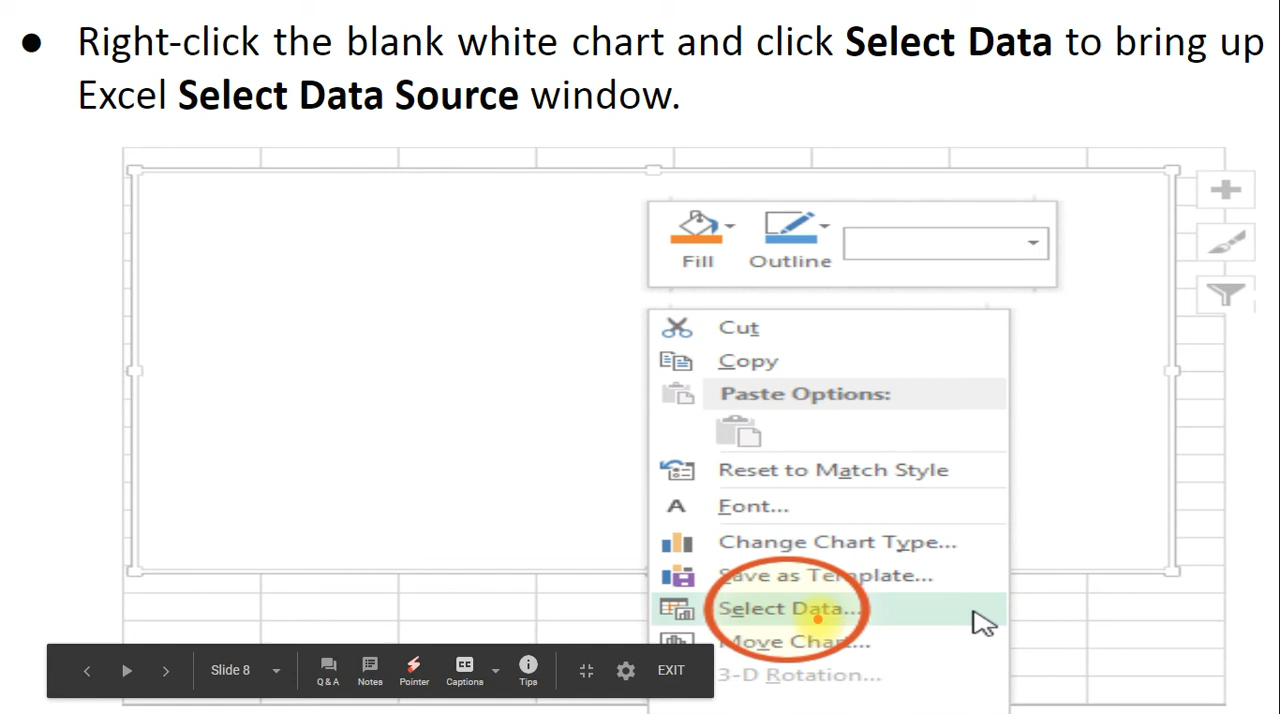 ● Right-click the blank white chart and click Select Data to bring up
Excel Select Data Source window.
Fill Outline
Cut
Copy
Paste Options:
Reset to Match Style
A Font...
Change Chart Type...
Save as Template...
Select Data...
Move Chart...
3-D Rotation...
Slide 8 Q&A Notes Pointer CC Captions Tips EXIT